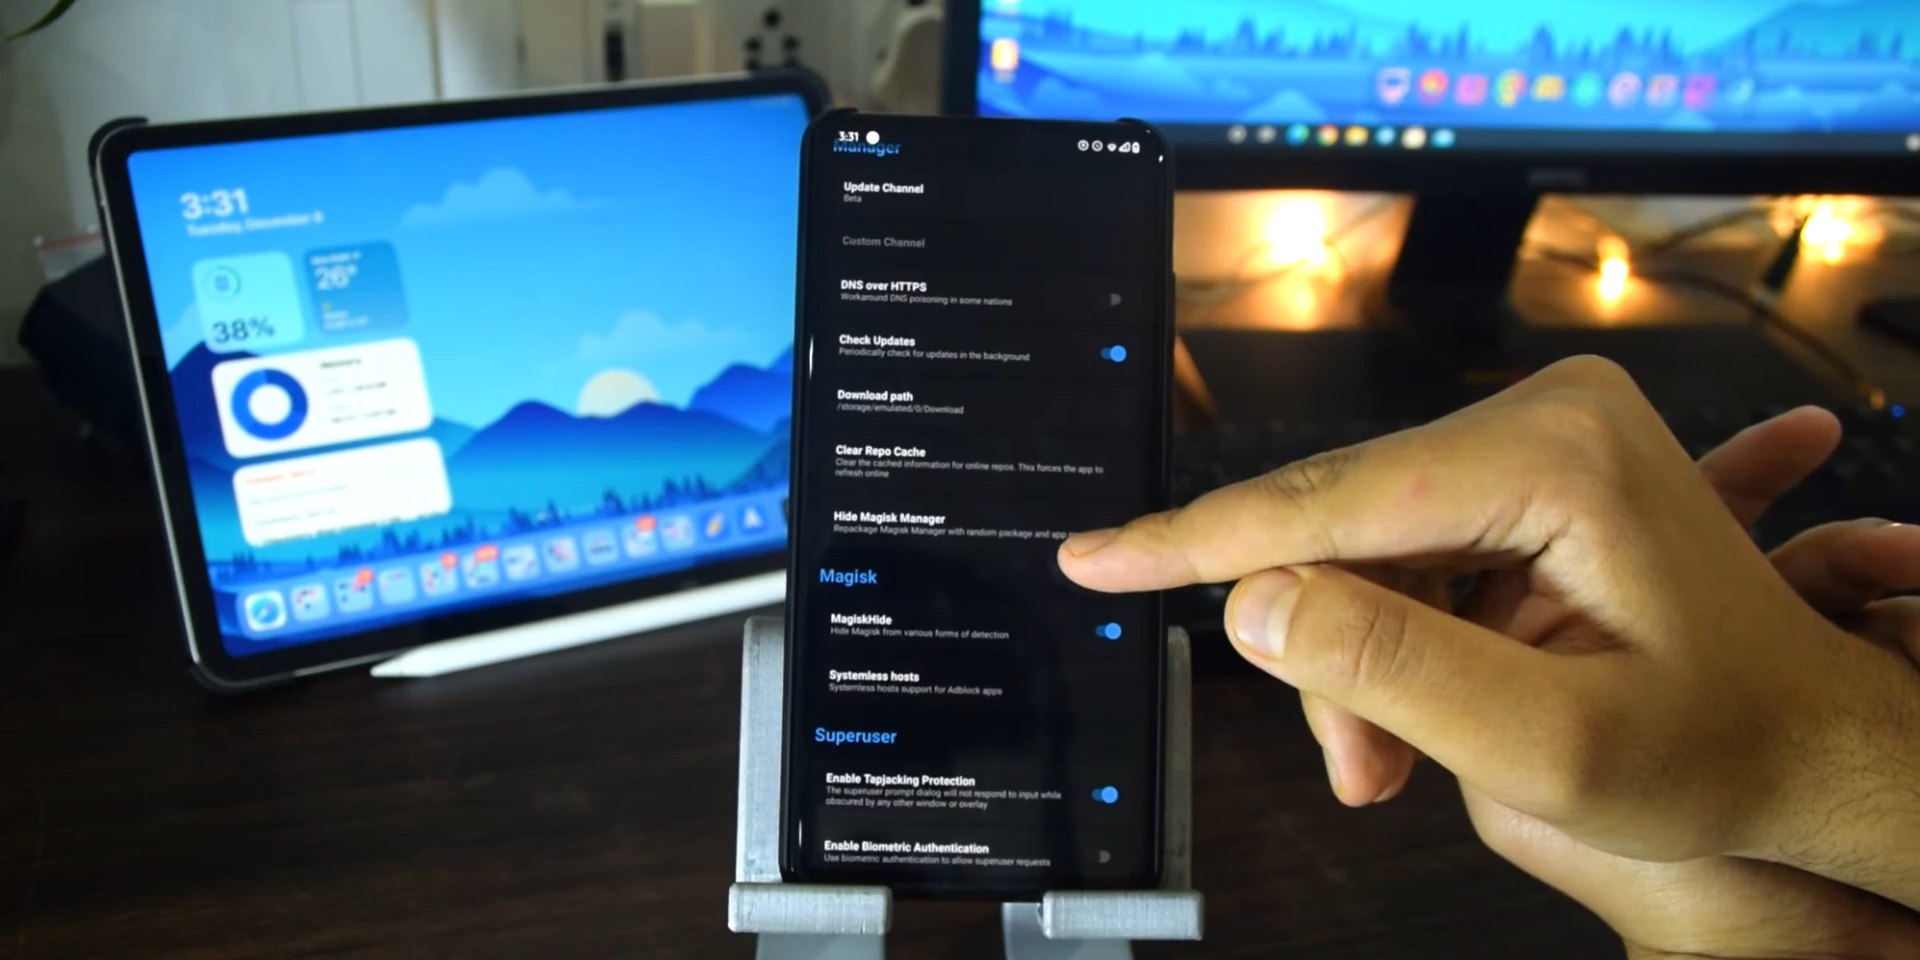 3:31
Tuesday, December 8
38%
26°
3:31
Manager
Update Channel
Beta
Custom Channel
DNS over HTTPS
Workaround DNS poisoning in some nations
Check Updates
Periodically check for updates in the background
Download path
/storage/emulated/0/Download
Clear Repo Cache
Clear the cached information for online repos. This forces the app to
refresh online
Hide Magisk Manager
Repackage Magisk Manager with random package and app
Magisk
MagiskHide
Hide Magisk from various forms of detection
Systemless hosts
Systemless hosts support for Adblock apps
Superuser
Enable Tapjacking Protection
The superuser prompt dialog will not respond to input while
obscured by any other window or overlay
Enable Biometric Authentication
Use biometric authentication to allow superuser requests